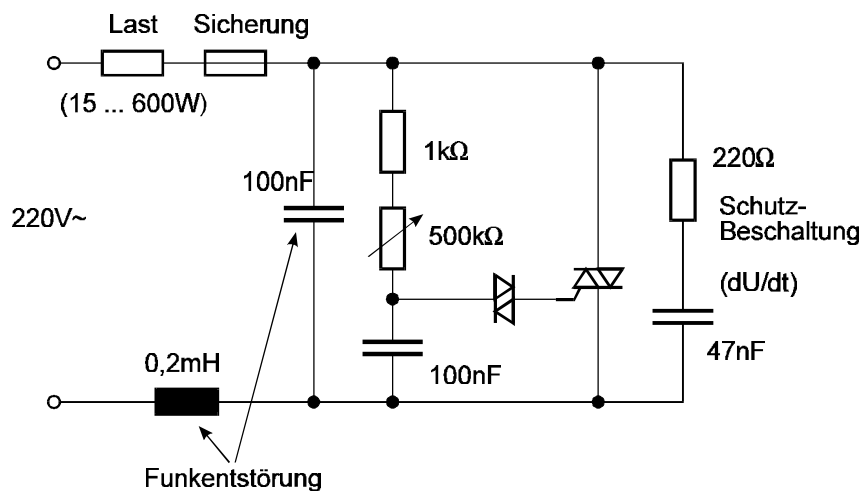 Last
Sicherung
(15 ... 600W)
1kΩ
220Ω
100nF
Schutz-
Beschaltung
220V~
500kΩ
(dU/dt)
47nF
0,2mH
100nF
Funkentstörung